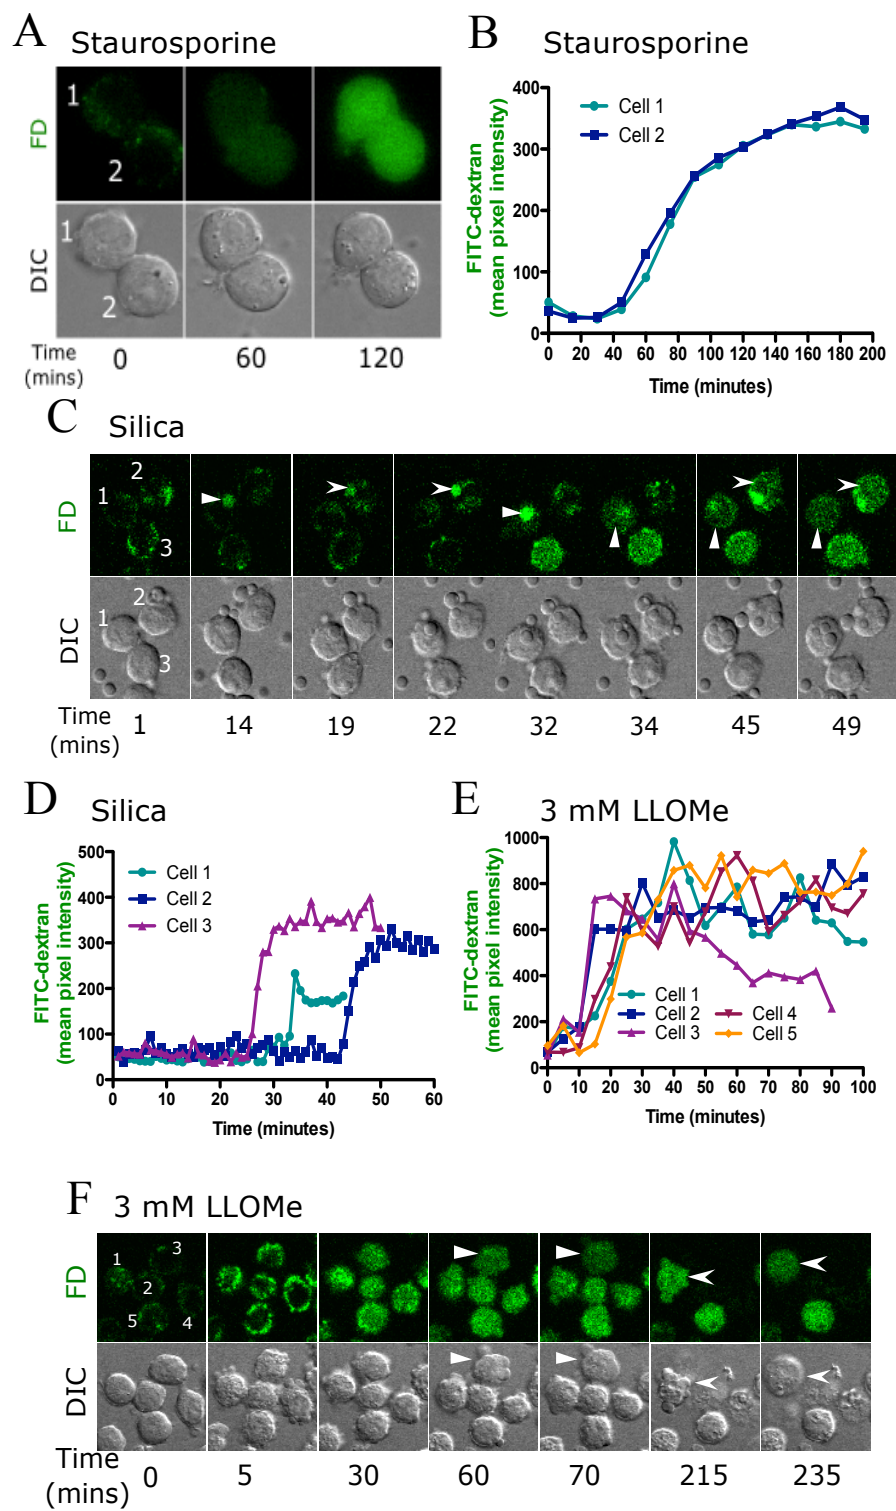 A
Staurosporine
FD
1
2
DIC
1
2
Time
(mins)
0
60
120
B
Staurosporine
FITC-dextran
(mean pixel intensity)
400
300
200
100
0
Cell 1
Cell 2
0 20 40 60 80 100 120 140 160 180 200
Time (minutes)
C
Silica
FD
1
2
3
DIC
1
2
3
Time
(mins)
1
14
19
22
32
34
45
49
D
Silica
FITC-dextran
(mean pixel intensity)
500
400
300
200
100
0
Cell 1
Cell 2
Cell 3
0 10 20 30 40 50 60
Time (minutes)
E
3 mM LLOMe
FITC-dextran
(mean pixel intensity)
1000
800
600
400
200
0
Cell 1
Cell 2
Cell 3
Cell 4
Cell 5
0 10 20 30 40 50 60 70 80 90 100
Time (minutes)
F
3 mM LLOMe
FD
1
3
2
5
4
DIC
Time
(mins)
0
5
30
60
70
215
235